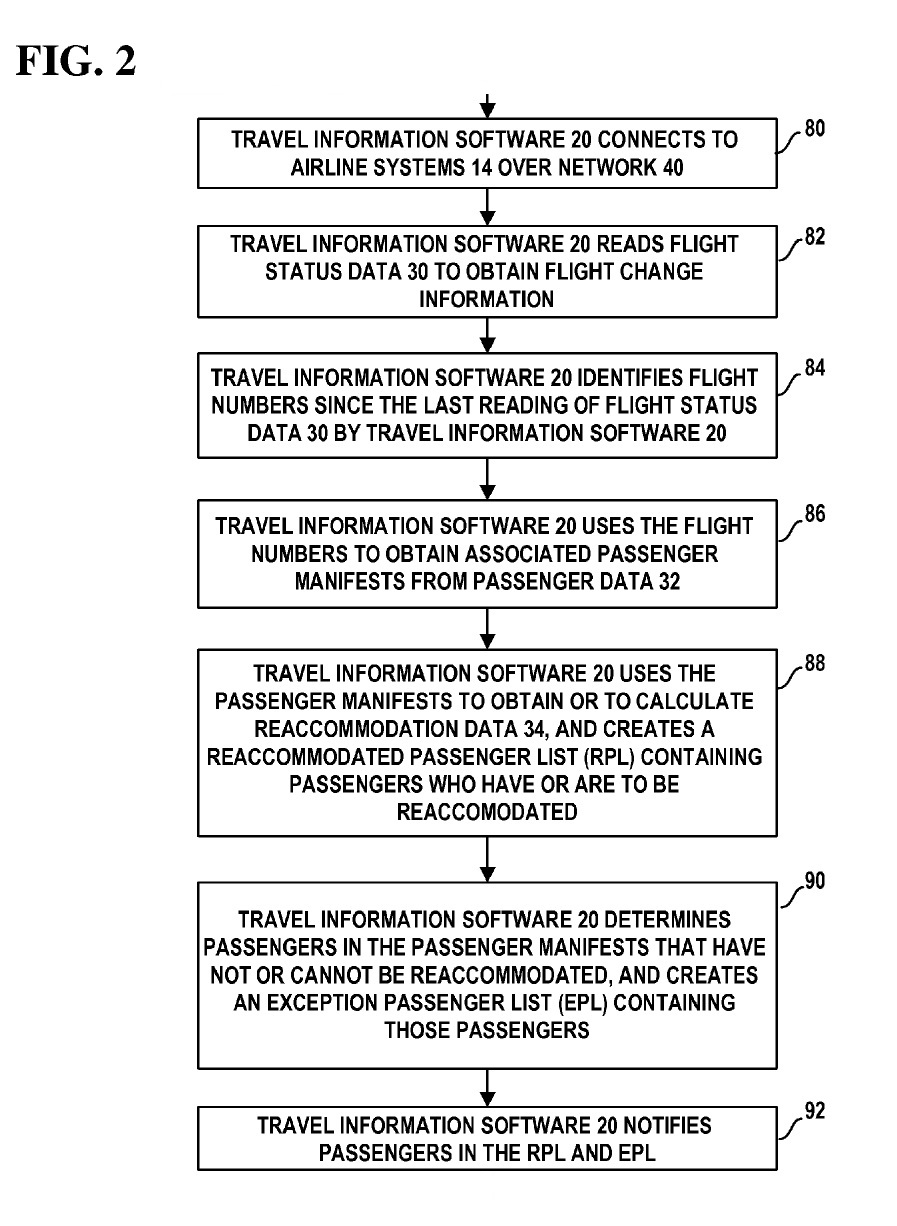 FIG. 2
80
TRAVEL INFORMATION SOFTWARE 20 CONNECTS TO
AIRLINE SYSTEMS 14 OVER NETWORK 40
82
TRAVEL INFORMATION SOFTWARE 20 READS FLIGHT
STATUS DATA 30 TO OBTAIN FLIGHT CHANGE
INFORMATION
84
TRAVEL INFORMATION SOFTWARE 20 IDENTIFIES FLIGHT
NUMBERS SINCE THE LAST READING OF FLIGHT STATUS
DATA 30 BY TRAVEL INFORMATION SOFTWARE 20
86
TRAVEL INFORMATION SOFTWARE 20 USES THE FLIGHT
NUMBERS TO OBTAIN ASSOCIATED PASSENGER
MANIFESTS FROM PASSENGER DATA 32
88
TRAVEL INFORMATION SOFTWARE 20 USES THE
PASSENGER MANIFESTS TO OBTAIN OR TO CALCULATE
REACCOMMODATION DATA 34, AND CREATES A
REACCOMMODATED PASSENGER LIST (RPL) CONTAINING
PASSENGERS WHO HAVE OR ARE TO BE
REACCOMODATED
90
TRAVEL INFORMATION SOFTWARE 20 DETERMINES
PASSENGERS IN THE PASSENGER MANIFESTS THAT HAVE
NOT OR CANNOT BE REACCOMMODATED, AND CREATES
AN EXCEPTION PASSENGER LIST (EPL) CONTAINING
THOSE PASSENGERS
92
TRAVEL INFORMATION SOFTWARE 20 NOTIFIES
PASSENGERS IN THE RPL AND EPL